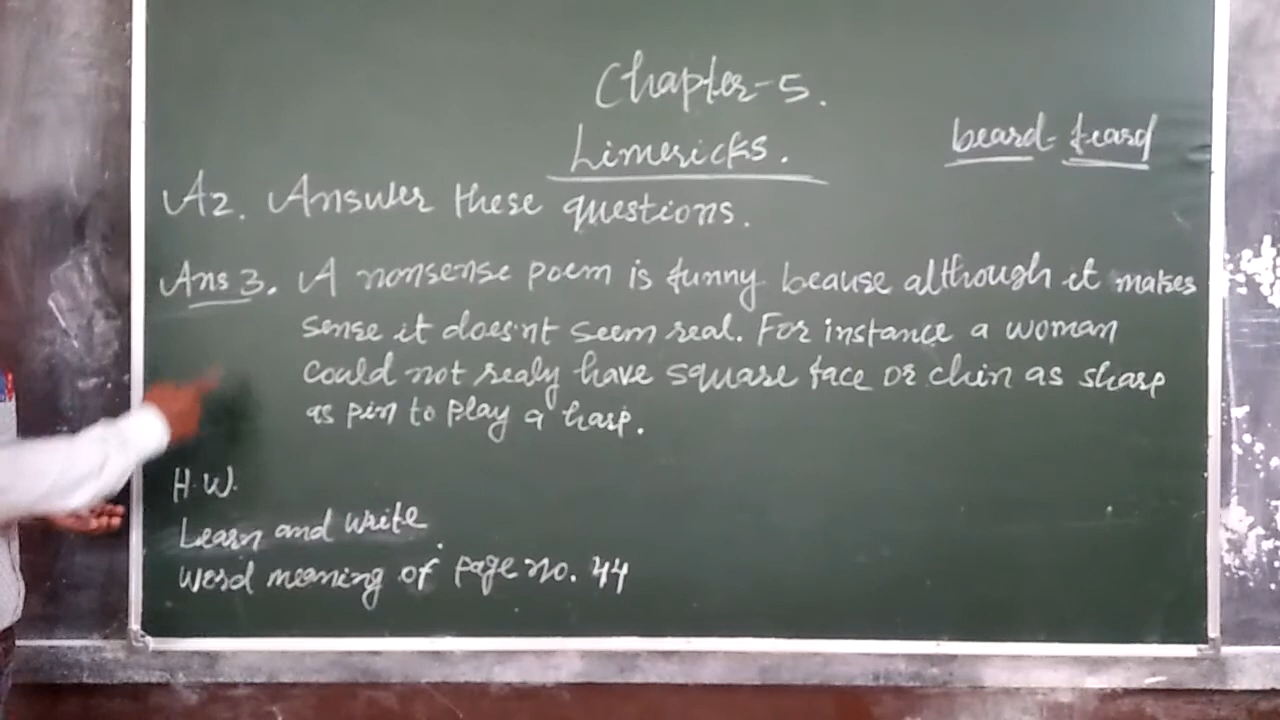 Chapter-5.
Limericks.
beard-feard
A2. Answer these questions.
Ans 3. A nonsense poem is funny beause although it makes
sense it does'nt seem real. For instance a woman
could not realy have square face or chin as sharp
as pin to play a harp.
H.W.
Learn and write
Word meaning of page no. 44